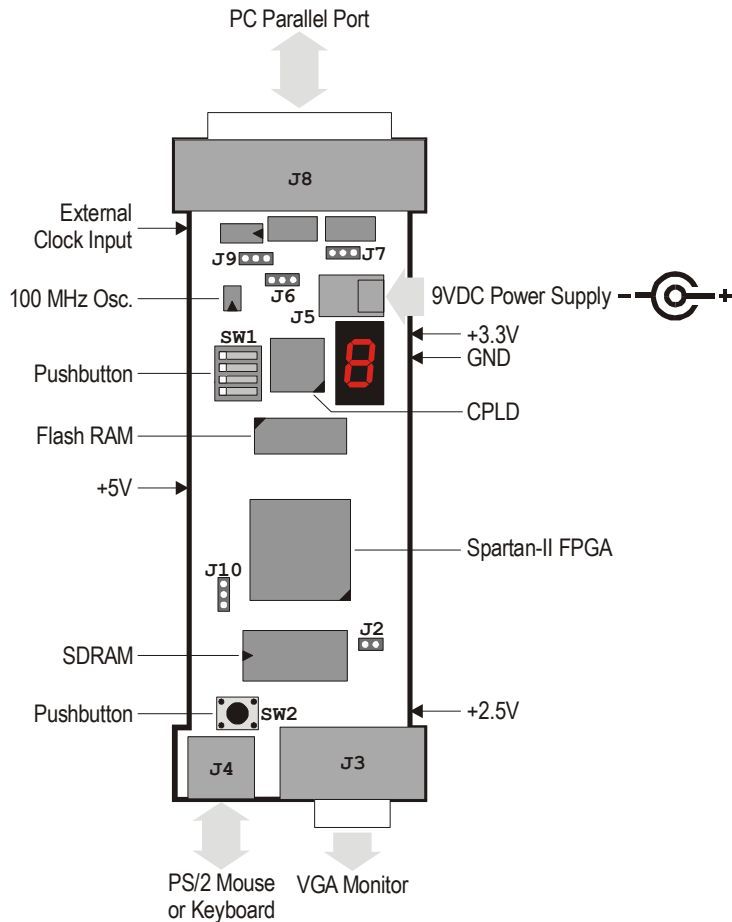 PC Parallel Port
J8
External
Clock Input
J9
J7
J6
100 MHz Osc.
J5
9VDC Power Supply - +
SW1
+3.3V
GND
Pushbutton
8
CPLD
Flash RAM
+5V
Spartan-II FPGA
J10
J2
SDRAM
Pushbutton
SW2
+2.5V
J4
J3
PS/2 Mouse
or Keyboard
VGA Monitor